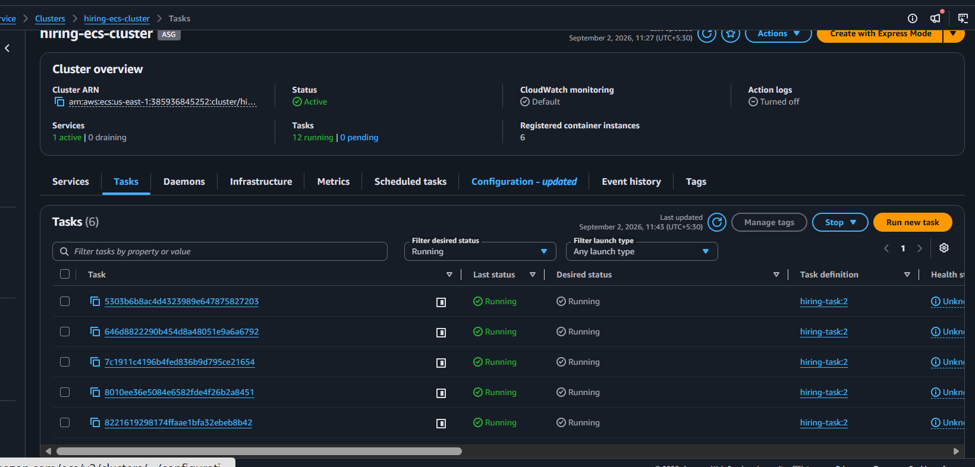 rvice > Clusters > hiring-ecs-cluster > Tasks
hiring-ecs-cluster ASG
September 2, 2026, 11:27 (UTC+5:30)
Actions
Create with Express Mode
Cluster overview
Cluster ARN
arn:aws:ecs:us-east-1:385936845252:cluster/hi...
Status
Active
CloudWatch monitoring
Default
Action logs
Turned off
Services
1 active | 0 draining
Tasks
12 running | 0 pending
Registered container instances
6
Services Tasks Daemons Infrastructure Metrics Scheduled tasks Configuration - updated Event history Tags
Tasks (6)
Last updated
September 2, 2026, 11:43 (UTC+5:30)
Manage tags Stop Run new task
Filter tasks by property or value
Filter desired status
Running
Filter launch type
Any launch type
1
Task Last status Desired status Task definition Health st
5303b6b8ac4d4323989e647875827203 Running Running hiring-task:2 Unkno
646d8822290b454d8a48051e9a6a6792 Running Running hiring-task:2 Unkno
7c1911c4196b4fed836b9d795ce21654 Running Running hiring-task:2 Unkno
8010ee36e5084e6582fde4f26b2a8451 Running Running hiring-task:2 Unkno
8221619298174ffaae1bfa32ebeb8b42 Running Running hiring-task:2 Unkno